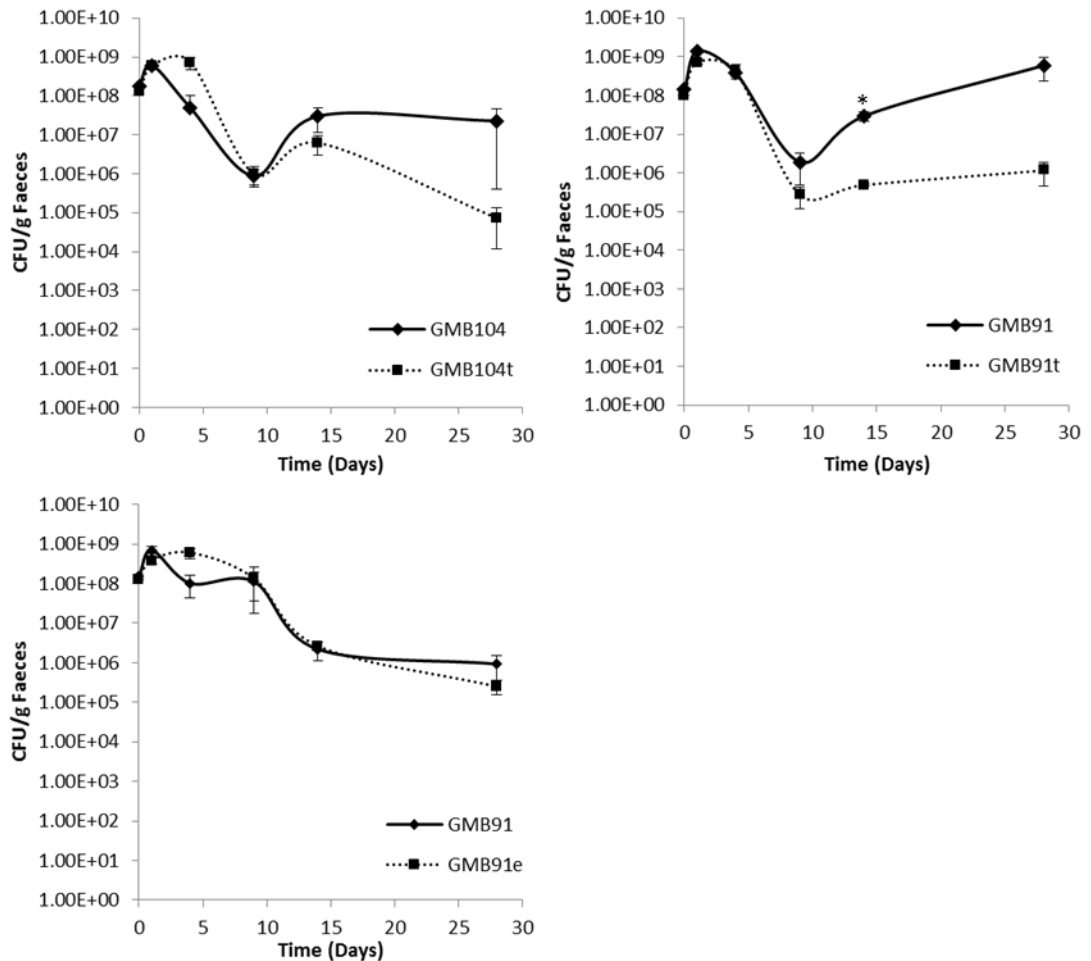 1.00E+10
1.00E+09
1.00E+08
1.00E+07
1.00E+06
1.00E+05
1.00E+04
1.00E+03
1.00E+02
1.00E+01
1.00E+00
CFU/g Faeces
GMB104
GMB104t
0 5 10 15 20 25 30
Time (Days)
1.00E+10
1.00E+09
1.00E+08
1.00E+07
1.00E+06
1.00E+05
1.00E+04
1.00E+03
1.00E+02
1.00E+01
1.00E+00
CFU/g Faeces
*
GMB91
GMB91t
0 5 10 15 20 25 30
Time (Days)
1.00E+10
1.00E+09
1.00E+08
1.00E+07
1.00E+06
1.00E+05
1.00E+04
1.00E+03
1.00E+02
1.00E+01
1.00E+00
CFU/g Faeces
GMB91
GMB91e
0 5 10 15 20 25 30
Time (Days)